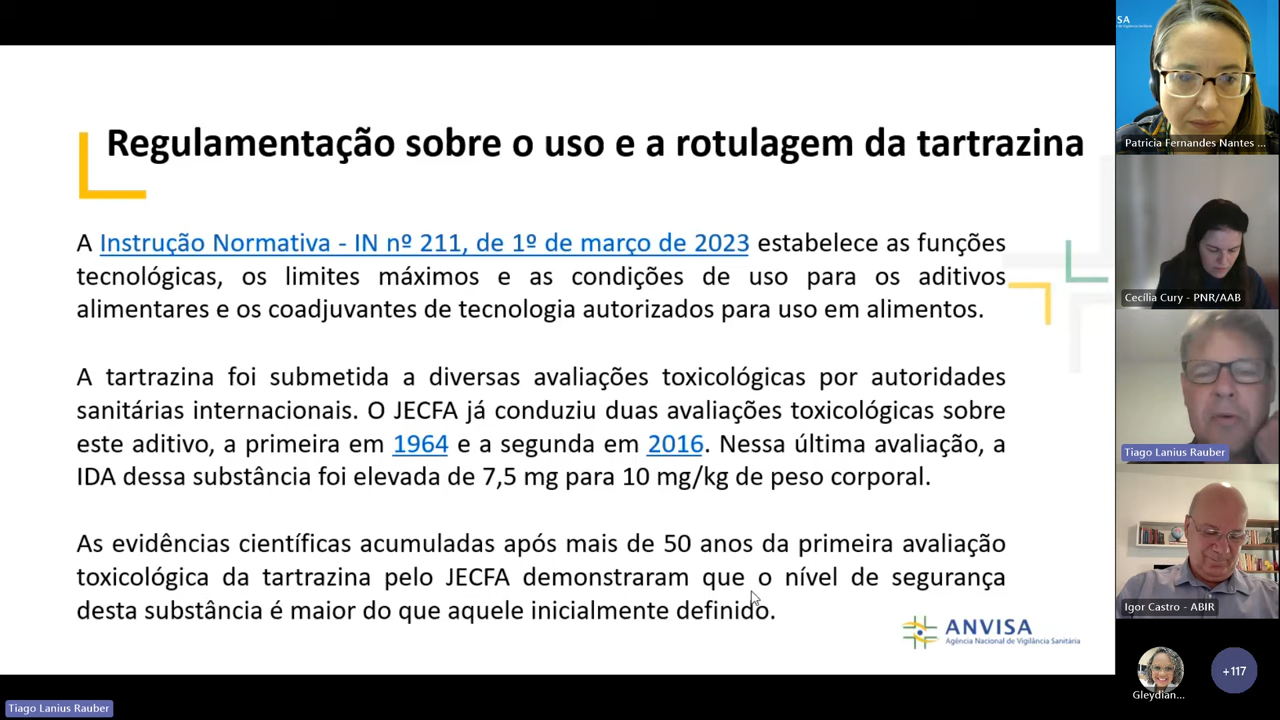 Regulamentação sobre o uso e a rotulagem da tartrazina
A Instrução Normativa - IN nº 211, de 1º de março de 2023 estabelece as funções
tecnológicas, os limites máximos e as condições de uso para os aditivos
alimentares e os coadjuvantes de tecnologia autorizados para uso em alimentos.
A tartrazina foi submetida a diversas avaliações toxicológicas por autoridades
sanitárias internacionais. O JECFA já conduziu duas avaliações toxicológicas sobre
este aditivo, a primeira em 1964 e a segunda em 2016. Nessa última avaliação, a
IDA dessa substância foi elevada de 7,5 mg para 10 mg/kg de peso corporal.
As evidências científicas acumuladas após mais de 50 anos da primeira avaliação
toxicológica da tartrazina pelo JECFA demonstraram que o nível de segurança
desta substância é maior do que aquele inicialmente definido.
ANVISA
Agência Nacional de Vigilância Sanitária
SA
Patricia Fernandes Nantes ...
Cecília Cury - PNR/AAB
Tiago Lanius Rauber
Igor Castro - ABIR
Gleydian...
+117
Tiago Lanius Rauber